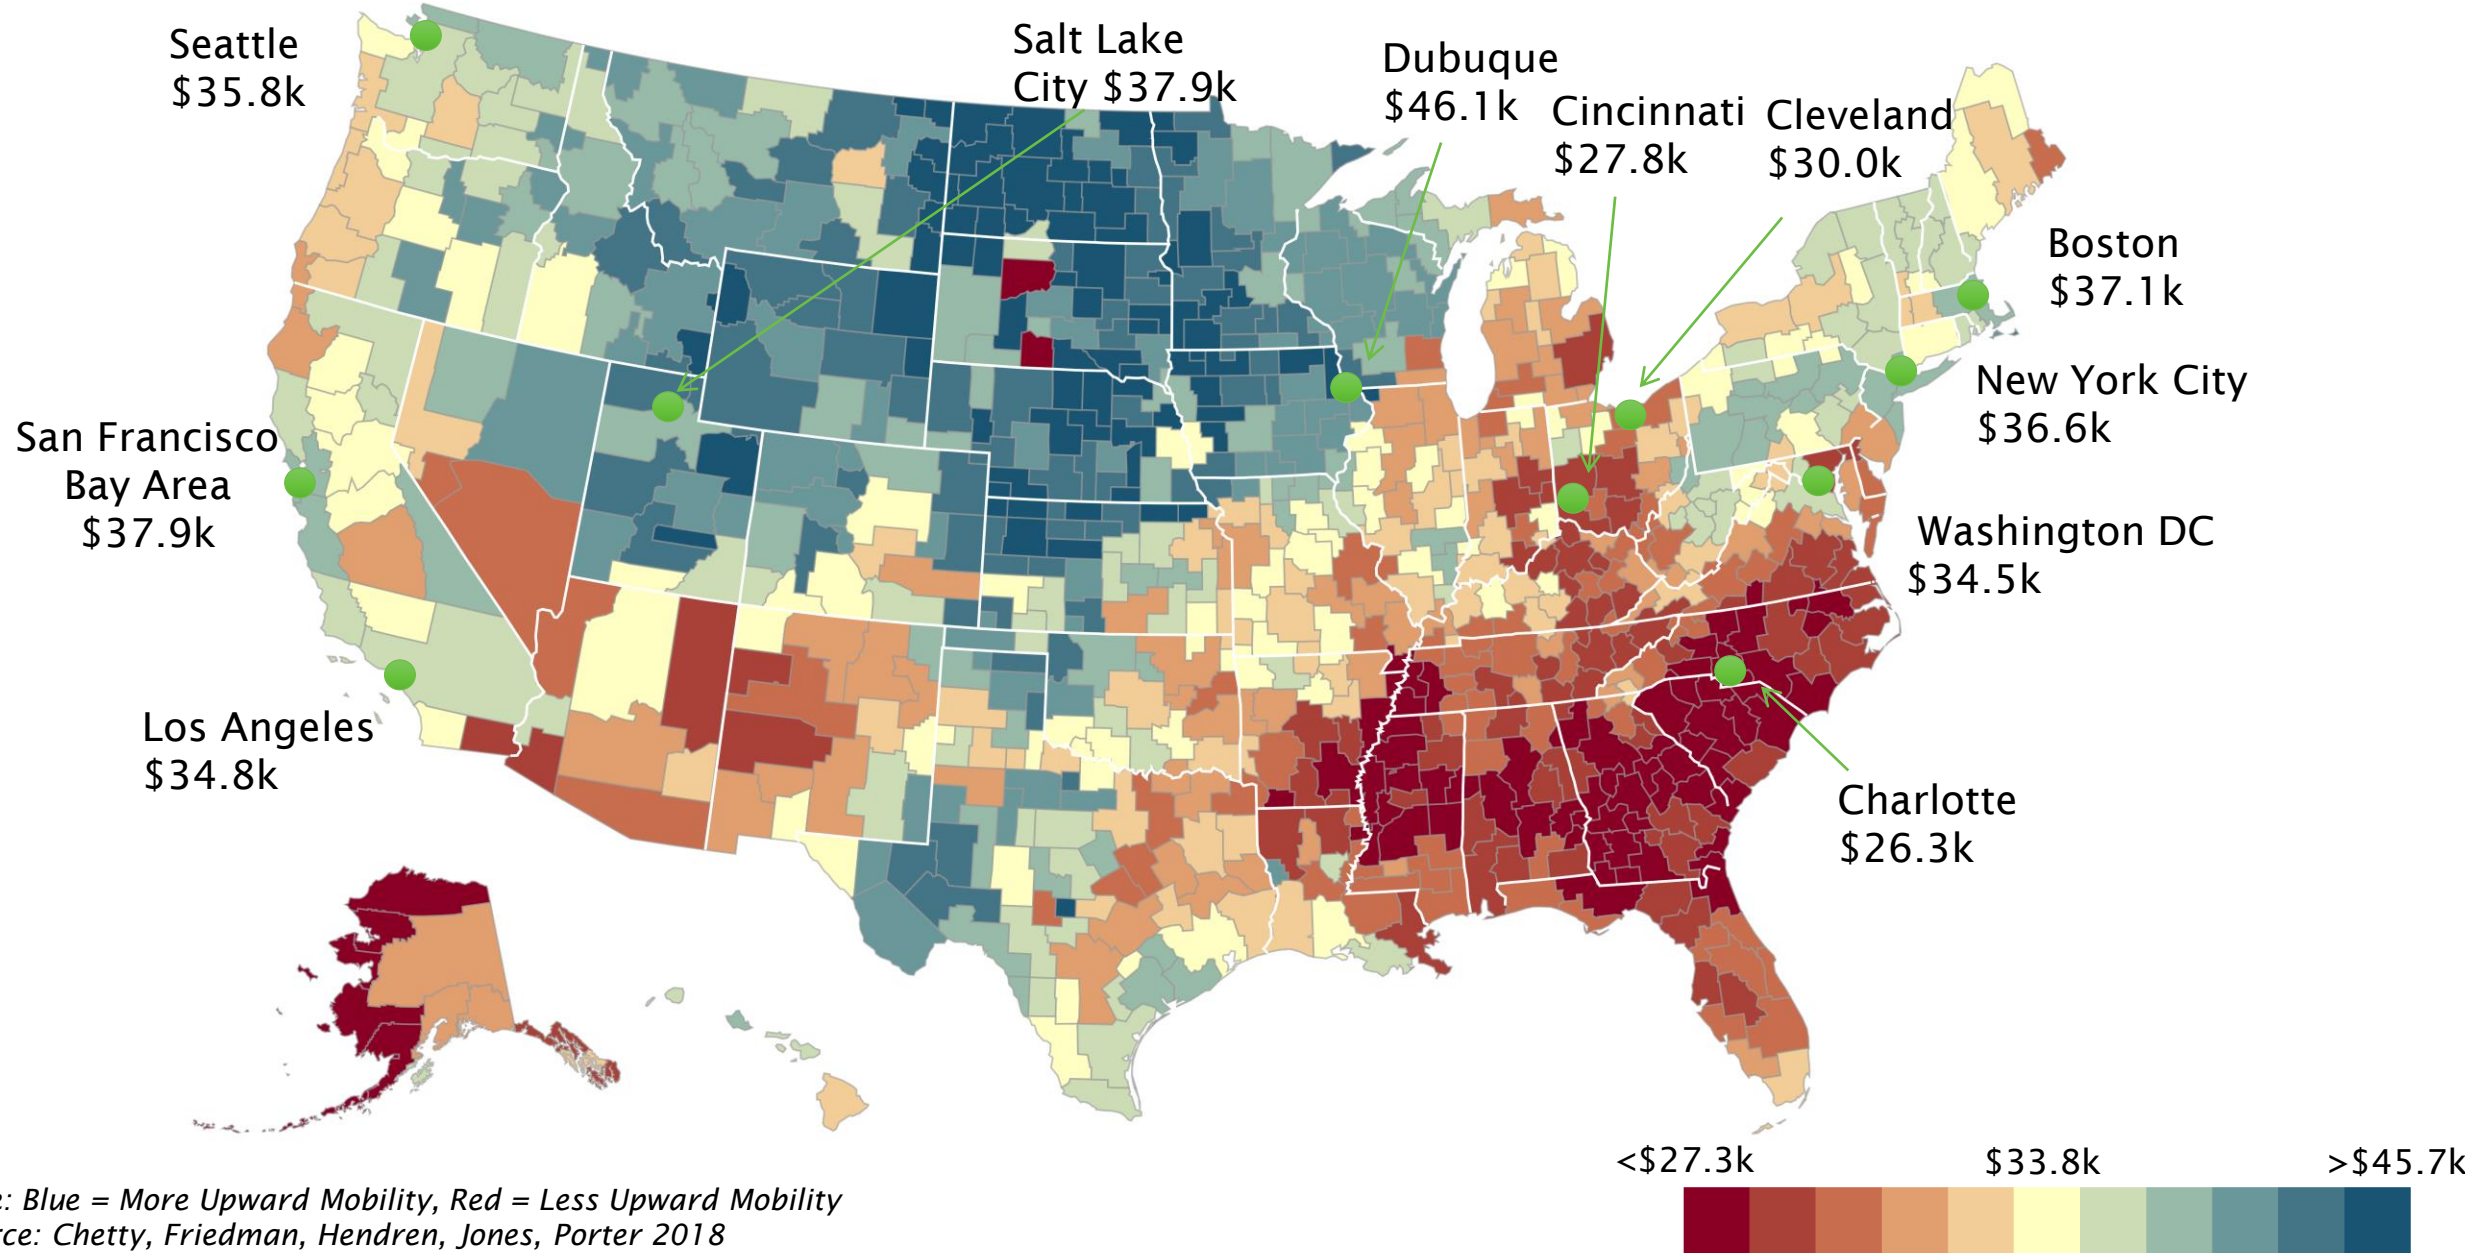 Seattle
$35.8k
Salt Lake
City $37.9k
Dubuque
$46.1k
Cincinnati
$27.8k
Cleveland
$30.0k
Boston
$37.1k
New York City
$36.6k
San Francisco
Bay Area
$37.9k
Washington DC
$34.5k
Los Angeles
$34.8k
Charlotte
$26.3k
<$27.3k $33.8k >$45.7k
: Blue = More Upward Mobility, Red = Less Upward Mobility
: Chetty, Friedman, Hendren, Jones, Porter 2018